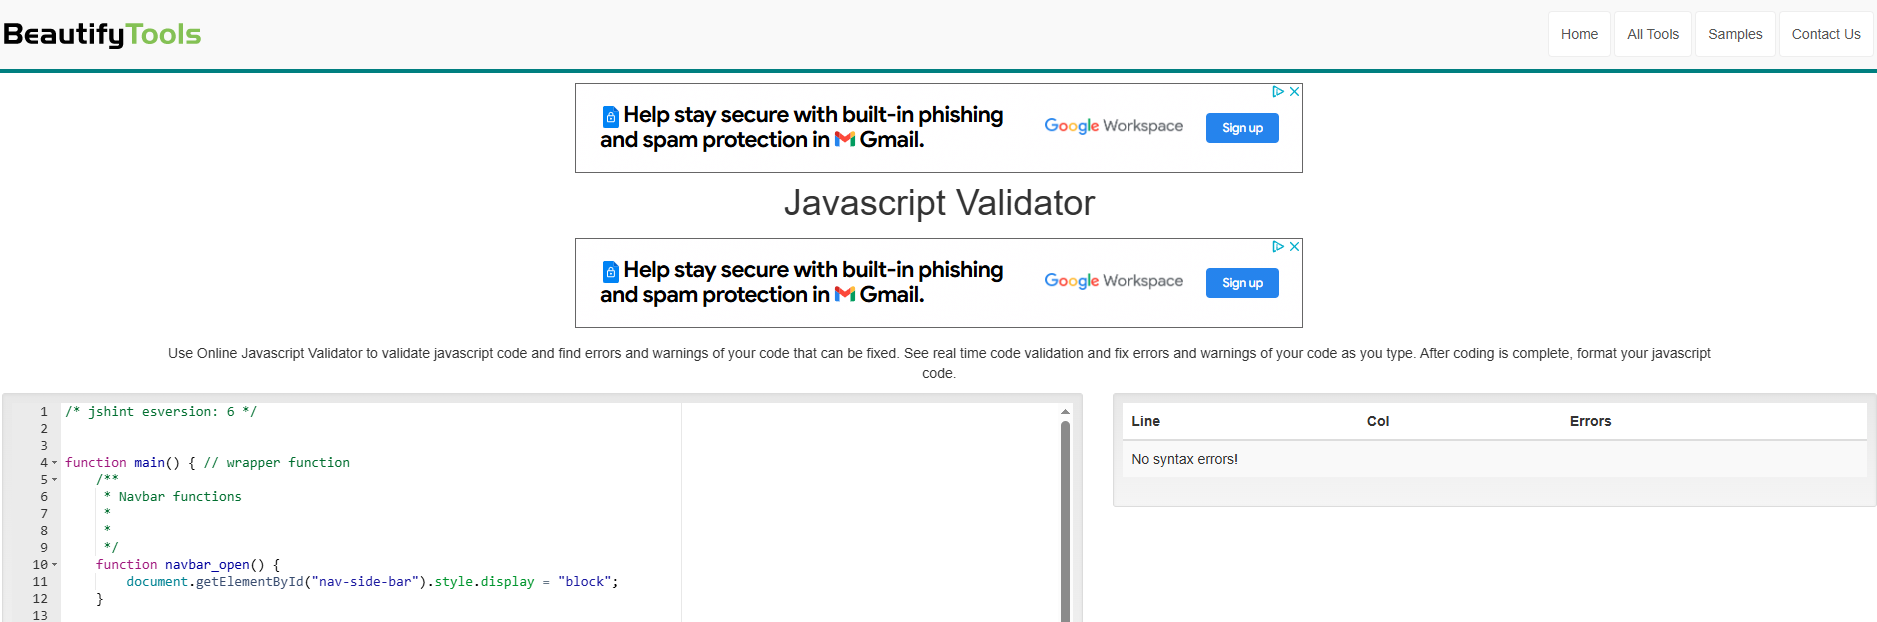 BeautifyTools
Home All Tools Samples Contact Us
Help stay secure with built-in phishing
and spam protection in Gmail.
Google Workspace
Sign up
Javascript Validator
Help stay secure with built-in phishing
and spam protection in Gmail.
Google Workspace
Sign up
Use Online Javascript Validator to validate javascript code and find errors and warnings of your code that can be fixed. See real time code validation and fix errors and warnings of your code as you type. After coding is complete, format your javascript
code.
1 /* jshint esversion: 6 */
2
3
4 function main() { // wrapper function
5 /**
6 * Navbar functions
7 *
8 *
9 */
10 function navbar_open() {
11 document.getElementById("nav-side-bar").style.display = "block";
12 }
13
Line Col Errors
No syntax errors!